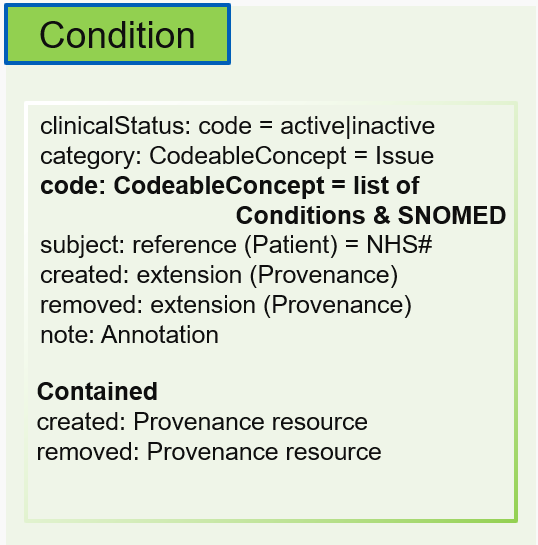 Condition
clinicalStatus: code = active|inactive
category: CodeableConcept = Issue
code: CodeableConcept = list of
Conditions & SNOMED
subject: reference (Patient) = NHS#
created: extension (Provenance)
removed: extension (Provenance)
note: Annotation
Contained
created: Provenance resource
removed: Provenance resource